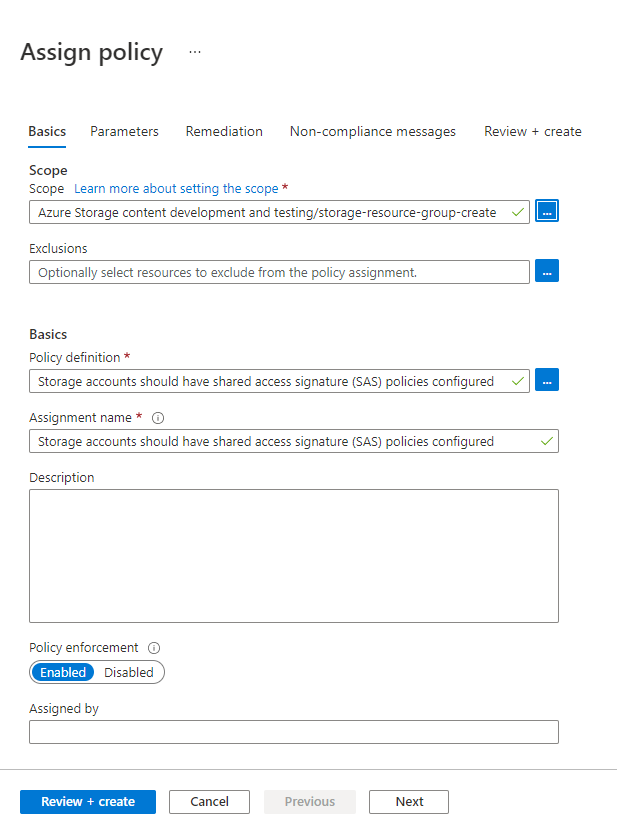 Assign policy ...
Basics Parameters Remediation Non-compliance messages Review + create
Scope
Scope Learn more about setting the scope *
Azure Storage content development and testing/storage-resource-group-create ...
Exclusions
Optionally select resources to exclude from the policy assignment. ...
Basics
Policy definition *
Storage accounts should have shared access signature (SAS) policies configured ...
Assignment name *
Storage accounts should have shared access signature (SAS) policies configured
Description
Policy enforcement
Enabled Disabled
Assigned by
Review + create Cancel Previous Next